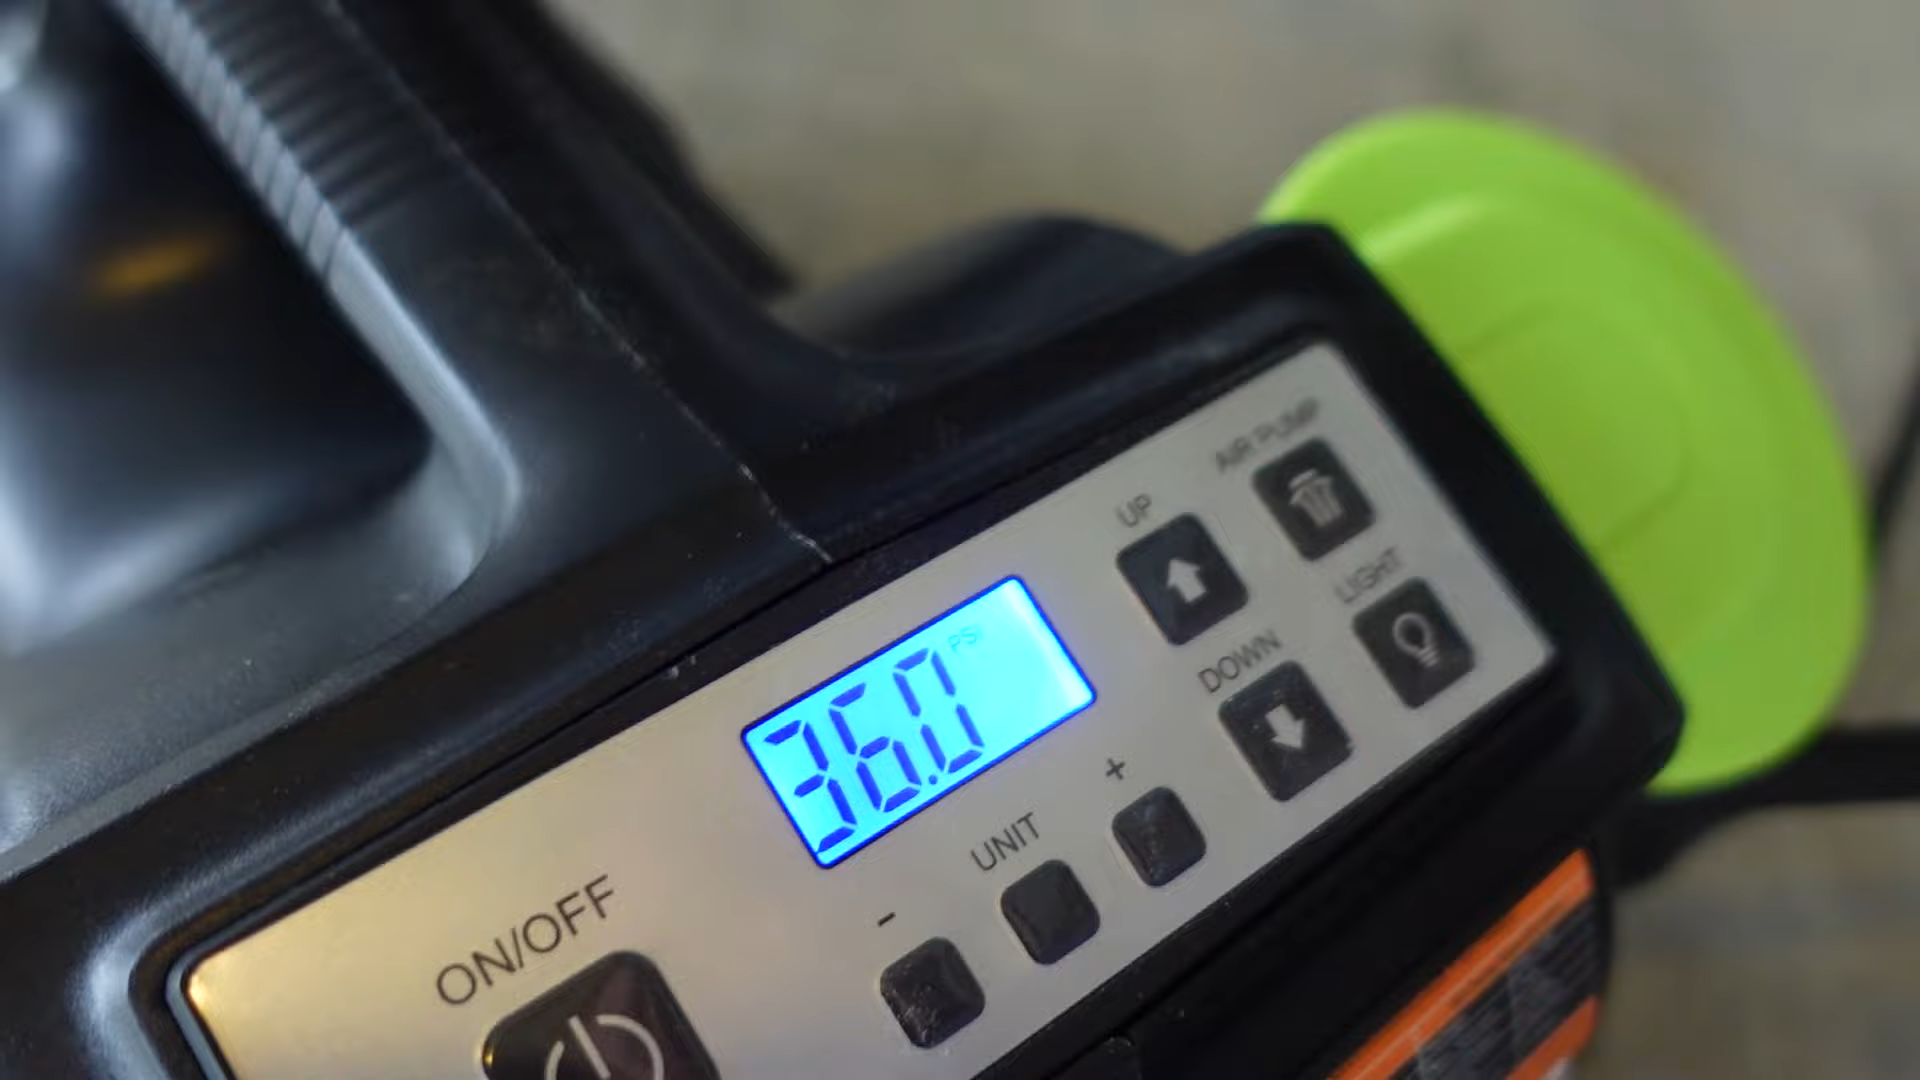 AIR PUMP
UP
LIGHT
PSI
36.0
DOWN
+
UNIT
-
ON/OFF